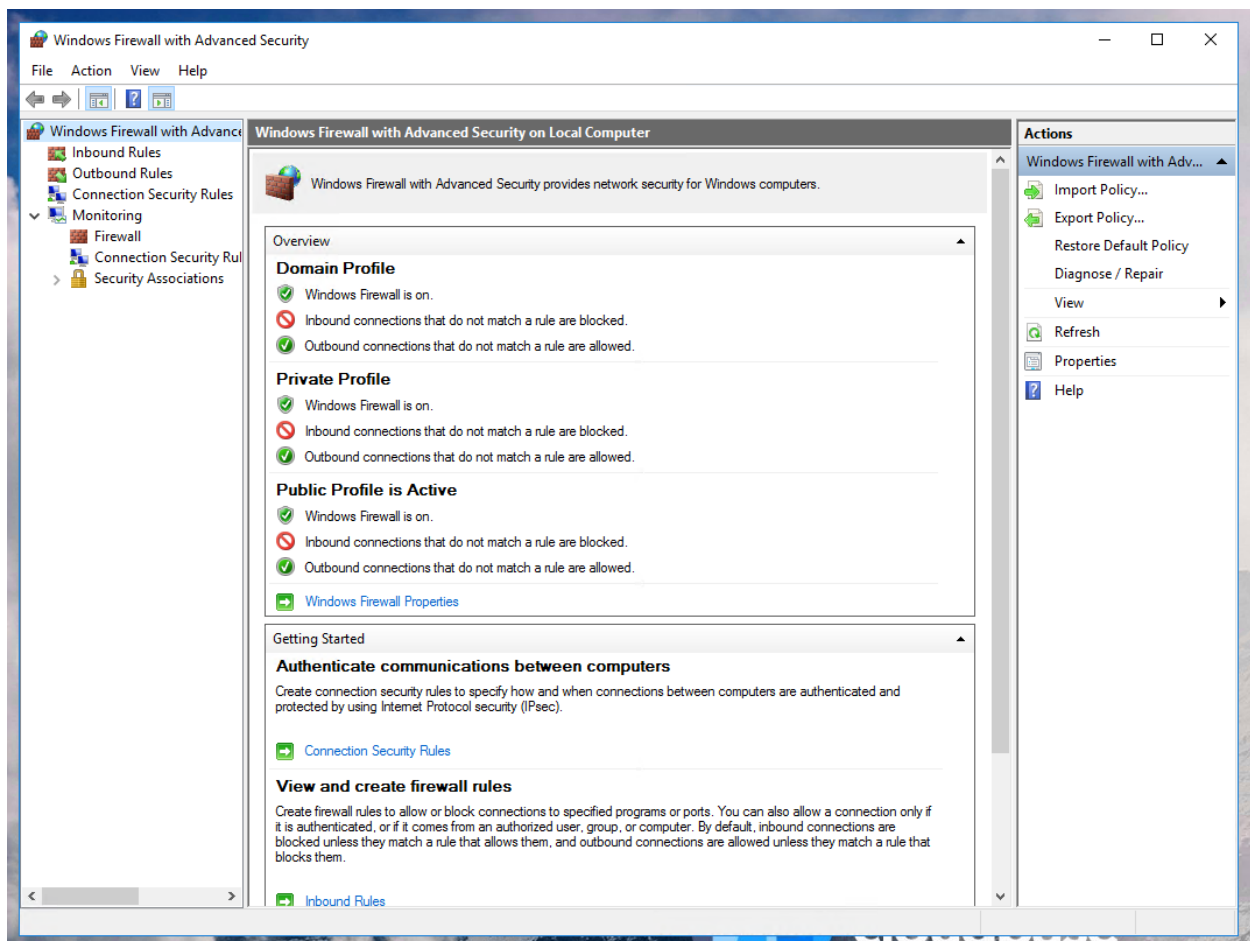 Windows Firewall with Advanced Security
File Action View Help
Windows Firewall with Advance
Inbound Rules
Outbound Rules
Connection Security Rules
Monitoring
Firewall
Connection Security Rul
Security Associations
Windows Firewall with Advanced Security on Local Computer
Windows Firewall with Advanced Security provides network security for Windows computers.
Overview
Domain Profile
Windows Firewall is on.
Inbound connections that do not match a rule are blocked.
Outbound connections that do not match a rule are allowed.
Private Profile
Windows Firewall is on.
Inbound connections that do not match a rule are blocked.
Outbound connections that do not match a rule are allowed.
Public Profile is Active
Windows Firewall is on.
Inbound connections that do not match a rule are blocked.
Outbound connections that do not match a rule are allowed.
Windows Firewall Properties
Getting Started
Authenticate communications between computers
Create connection security rules to specify how and when connections between computers are authenticated and
protected by using Internet Protocol security (IPsec).
Connection Security Rules
View and create firewall rules
Create firewall rules to allow or block connections to specified programs or ports. You can also allow a connection only if
it is authenticated, or if it comes from an authorized user, group, or computer. By default, inbound connections are
blocked unless they match a rule that allows them, and outbound connections are allowed unless they match a rule that
blocks them.
Inbound Rules
Actions
Windows Firewall with Adv...
Import Policy...
Export Policy...
Restore Default Policy
Diagnose / Repair
View
Refresh
Properties
Help